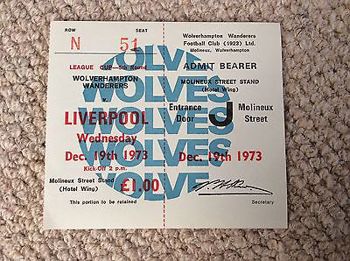 ROW SEAT
N 51
LEAGUE CUP—5th Round
WOLVERHAMPTON
WANDERERS
v.
LIVERPOOL
Wednesday
Dec. 19th 1973
Kick-Off 2 p.m.
Molineux Street Stand
(Hotel Wing)
£1.00
This portion to be retained
Wolverhampton Wanderers
Football Club (1923) Ltd.
Molineux, Wolverhampton
ADMIT BEARER
MOLINEUX STREET STAND
(Hotel Wing)
Entrance
Door
J
Molineux
Street
Dec. 19th 1973
Secretary
WOLVES
WOLVES
WOLVES
WOLVES
WOLVES
WOLVES